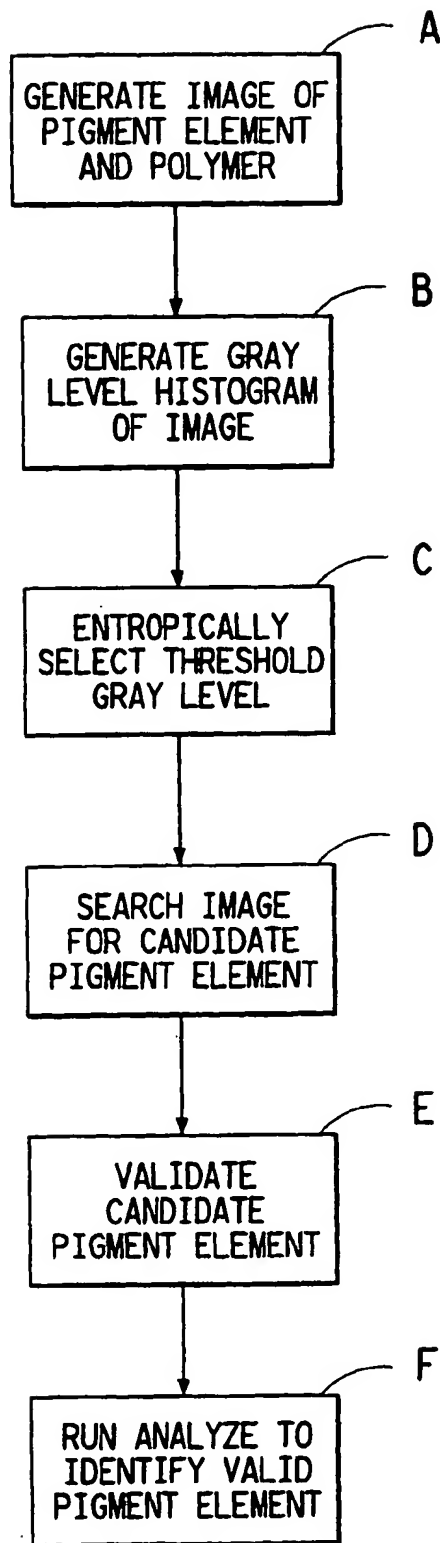 A
GENERATE IMAGE OF
PIGMENT ELEMENT
AND POLYMER
B
GENERATE GRAY
LEVEL HISTOGRAM
OF IMAGE
C
ENTROPICALLY
SELECT THRESHOLD
GRAY LEVEL
D
SEARCH IMAGE
FOR CANDIDATE
PIGMENT ELEMENT
E
VALIDATE
CANDIDATE
PIGMENT ELEMENT
F
RUN ANALYZE TO
IDENTIFY VALID
PIGMENT ELEMENT